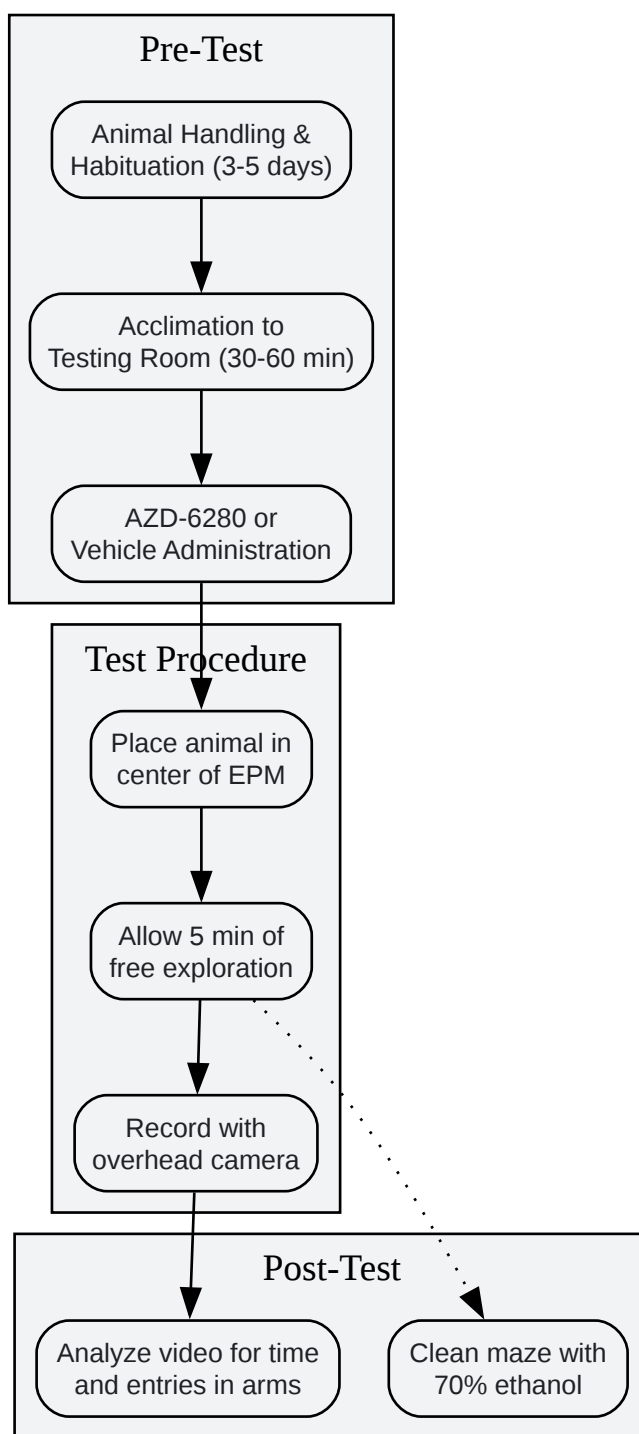 Pre-Test
Animal Handling &
Habituation (3-5 days)
Acclimation to
Testing Room (30-60 min)
AZD-6280 or
Vehicle Administration
Test Procedure
Place animal in
center of EPM
Allow 5 min of
free exploration
Record with
overhead camera
Post-Test
Analyze video for time
and entries in arms
Clean maze with
70% ethanol